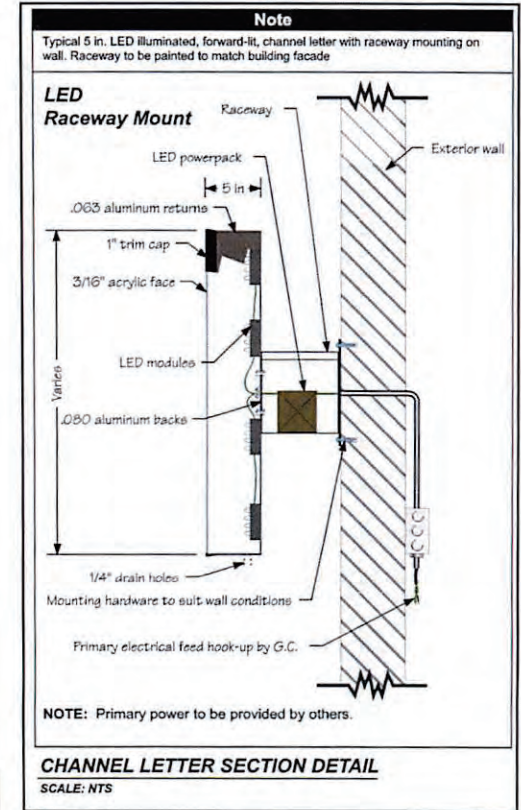 Note
Typical 5 in. LED illuminated, forward-lit, channel letter with raceway mounting on
wall. Raceway to be painted to match building facade
LED
Raceway Mount
Raceway
Exterior wall
LED powerpack
5 in
.063 aluminum returns
1" trim cap
3/16" acrylic face
LED modules
Varies
.080 aluminum backs
1/4" drain holes
Mounting hardware to suit wall conditions
Primary electrical feed hook-up by G.C.
NOTE: Primary power to be provided by others.
CHANNEL LETTER SECTION DETAIL
SCALE: NTS